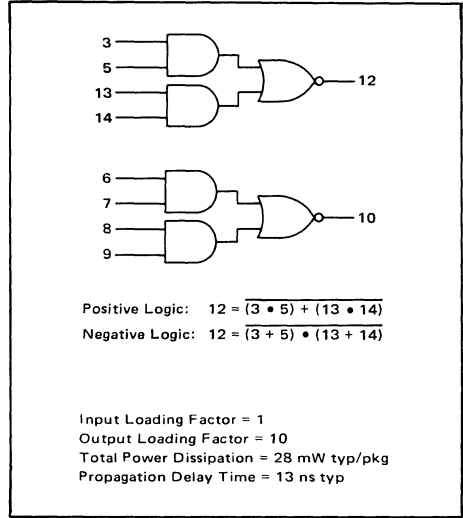 3
5
12
13
14
6
7
10
8
9
Positive Logic: 12 = (3 • 5) + (13 • 14)
Negative Logic: 12 = (3 + 5) • (13 + 14)
Input Loading Factor = 1
Output Loading Factor = 10
Total Power Dissipation = 28 mW typ/pkg
Propagation Delay Time = 13 ns typ